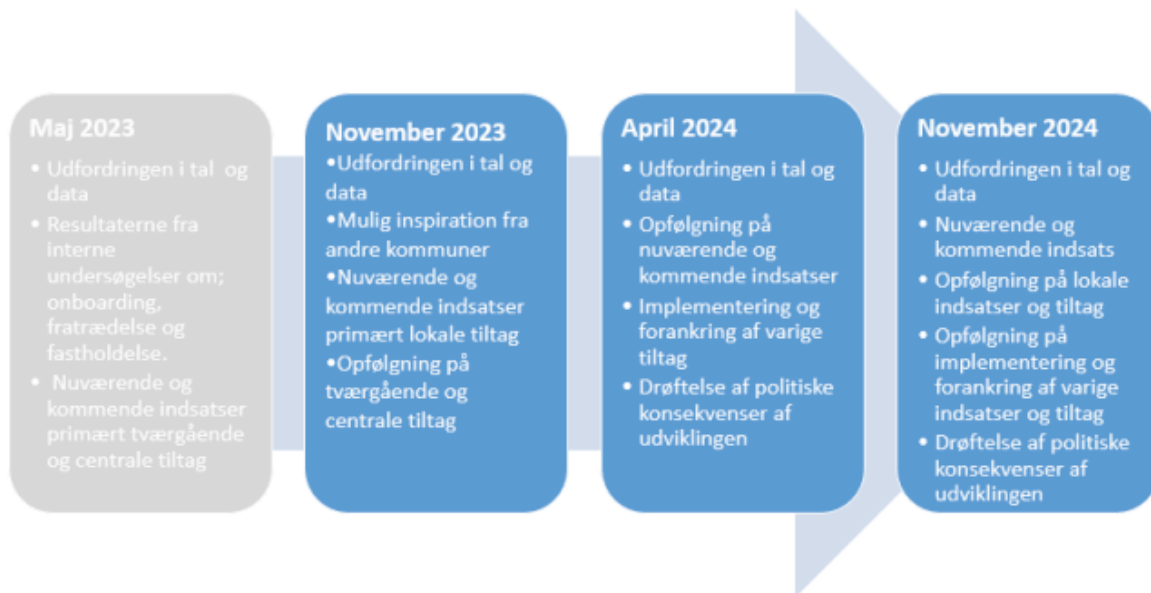 Maj 2023
• Udfordringen i tal og
data
• Resultaterne fra
interne
undersøgelser om;
onboarding,
fratrædelse og
fastholdelse.
• Nuværende og
kommende indsatser
primært tværgående
og centrale tiltag
November 2023
•Udfordringen i tal og
data
•Mulig inspiration fra
andre kommuner
•Nuværende og
kommende indsatser
primært lokale tiltag
•Opfølgning på
tværgående og
centrale tiltag
April 2024
• Udfordringen i tal og
data
• Opfølgning på
nuværende og
kommende indsatser
• Implementering og
forankring af varige
tiltag
• Drøftelse af politiske
konsekvenser af
udviklingen
November 2024
• Udfordringen i tal og
data
• Nuværende og
kommende indsats
• Opfølgning på lokale
indsatser og tiltag
• Opfølgning på
implementering og
forankring af varige
indsatser og tiltag
• Drøftelse af politiske
konsekvenser af
udviklingen